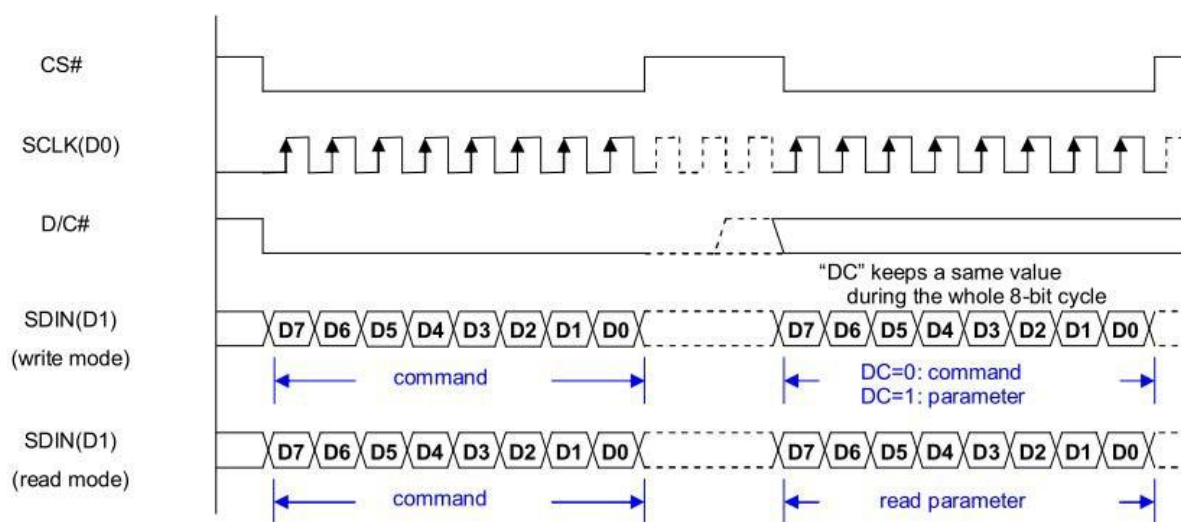 CS#
SCLK(D0)
D/C#
"DC" keeps a same value
during the whole 8-bit cycle
SDIN(D1)
(write mode)
D7 D6 D5 D4 D3 D2 D1 D0
D7 D6 D5 D4 D3 D2 D1 D0
command
DC=0: command
DC=1: parameter
SDIN(D1)
(read mode)
D7 D6 D5 D4 D3 D2 D1 D0
D7 D6 D5 D4 D3 D2 D1 D0
command
read parameter